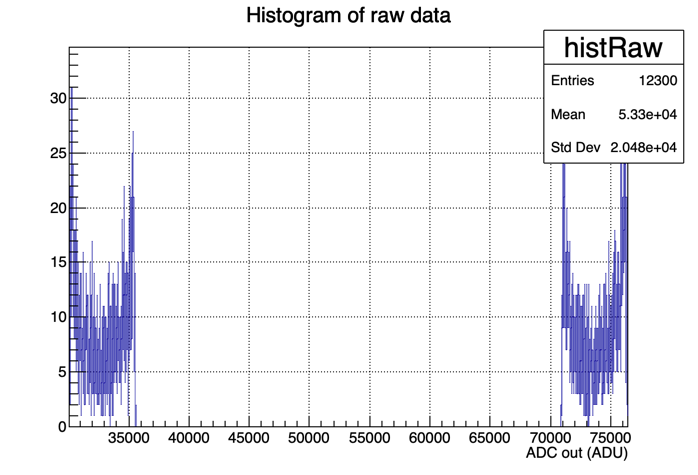 Histogram of raw data
histRaw
Entries 12300
Mean 5.33e+04
Std Dev 2.048e+04
30
25
20
15
10
5
0
35000 40000 45000 50000 55000 60000 65000 70000 75000
ADC out (ADU)